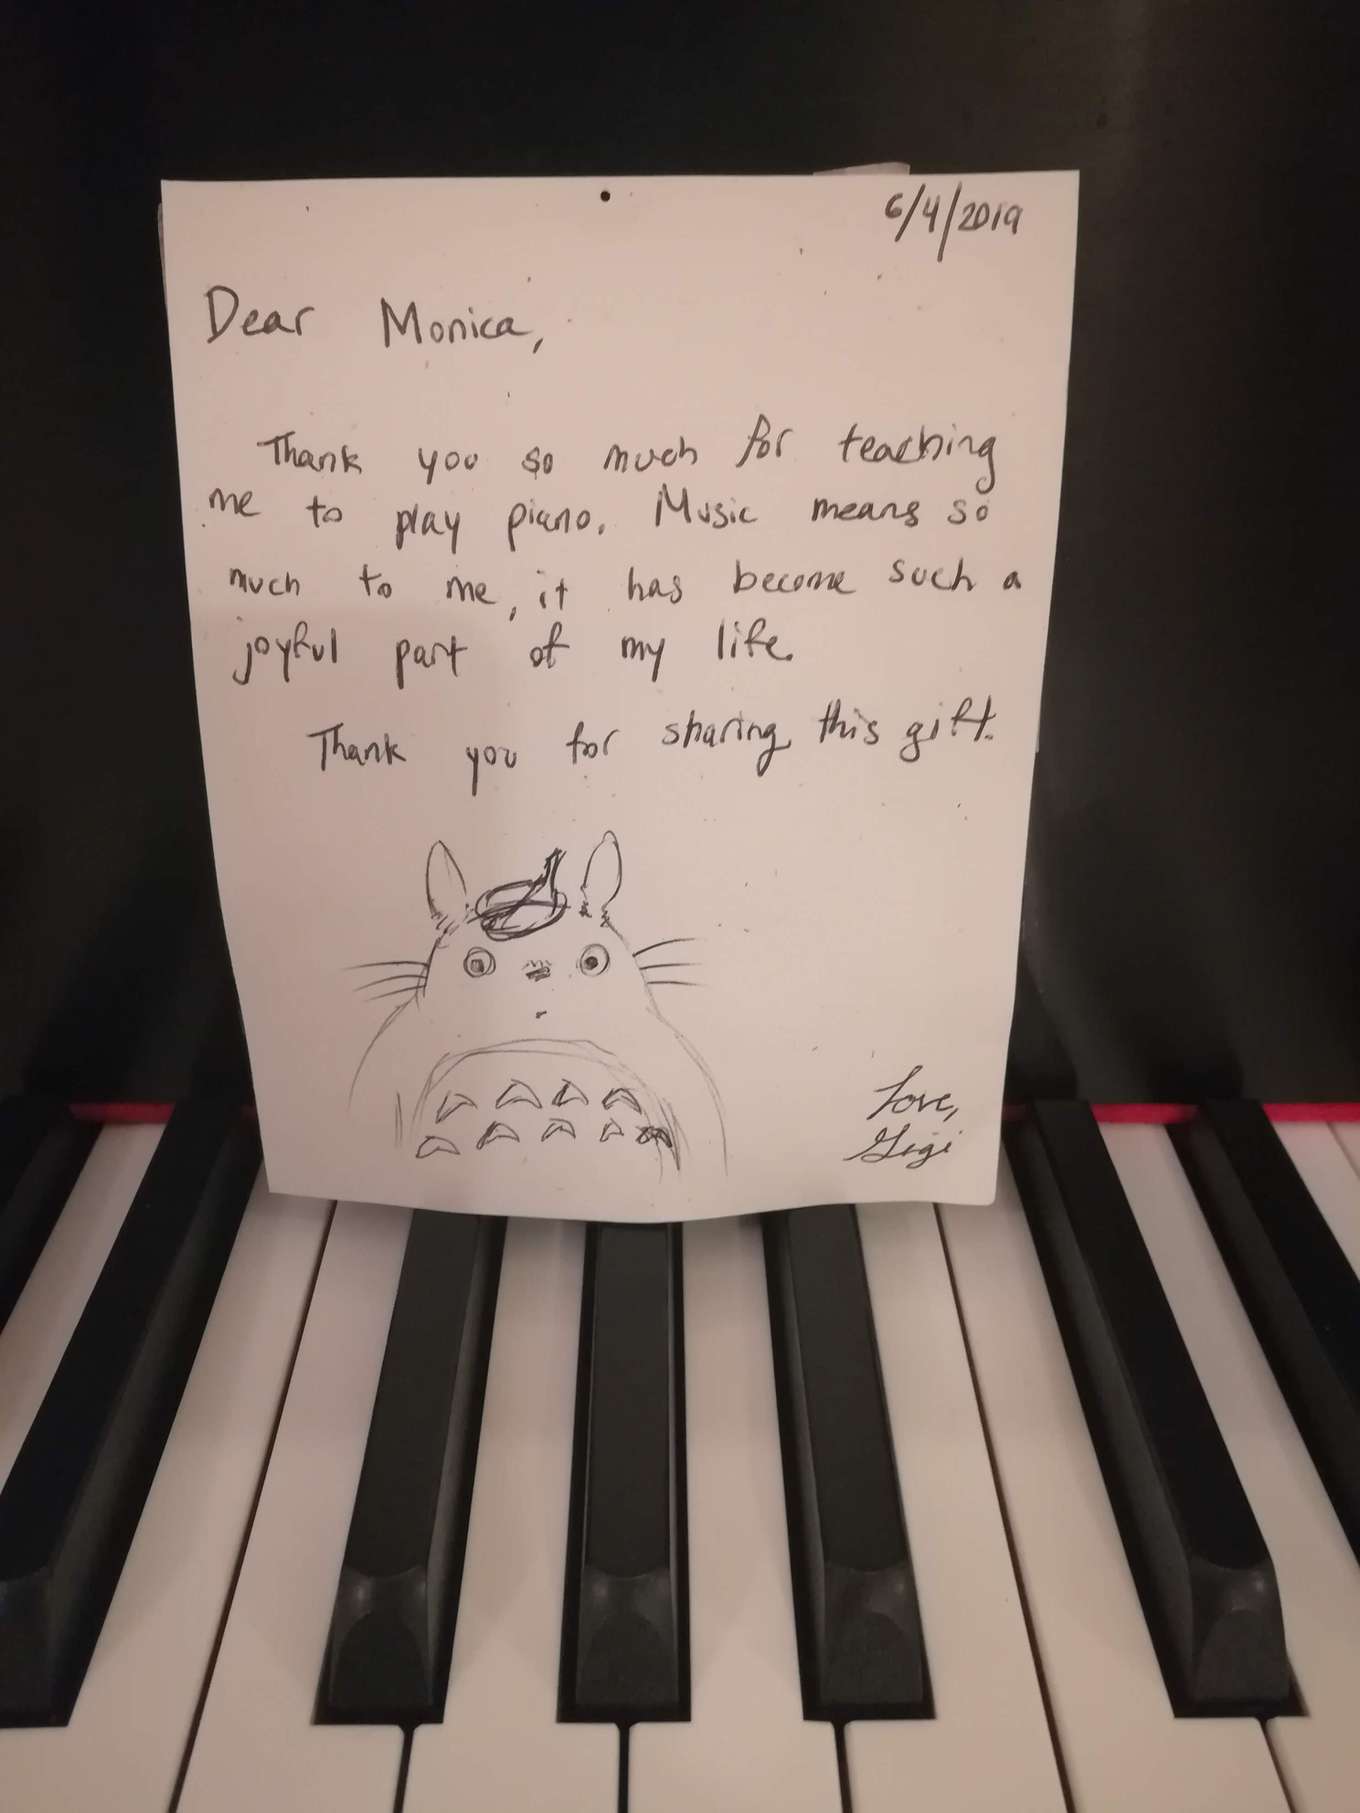 6/4/2019
Dear Monica,
Thank you so much for teaching
me to play piano. Music means so
much to me, it has become such a
joyful part of my life.
Thank you for sharing this gift.
Love,
Gigi